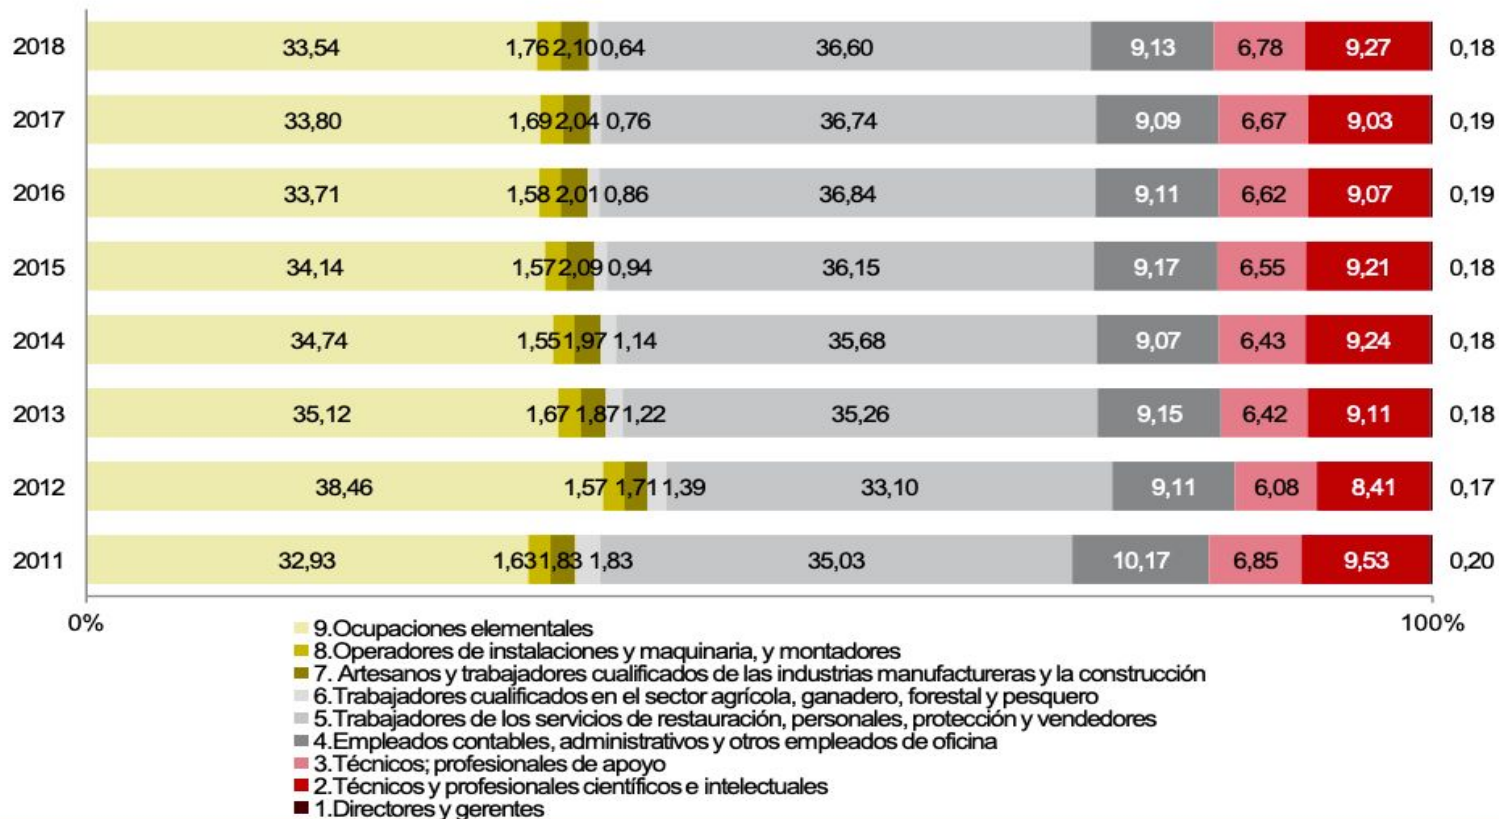 2018 33,54 1,76 2,10 0,64 36,60 9,13 6,78 9,27 0,18
2017 33,80 1,69 2,04 0,76 36,74 9,09 6,67 9,03 0,19
2016 33,71 1,58 2,01 0,86 36,84 9,11 6,62 9,07 0,19
2015 34,14 1,57 2,09 0,94 36,15 9,17 6,55 9,21 0,18
2014 34,74 1,55 1,97 1,14 35,68 9,07 6,43 9,24 0,18
2013 35,12 1,67 1,87 1,22 35,26 9,15 6,42 9,11 0,18
2012 38,46 1,57 1,71 1,39 33,10 9,11 6,08 8,41 0,17
2011 32,93 1,63 1,83 1,83 35,03 10,17 6,85 9,53 0,20
0% 100%
9.Ocupaciones elementales
8.Operadores de instalaciones y maquinaria, y montadores
7. Artesanos y trabajadores cualificados de las industrias manufactureras y la construcción
6.Trabajadores cualificados en el sector agrícola, ganadero, forestal y pesquero
5.Trabajadores de los servicios de restauración, personales, protección y vendedores
4.Empleados contables, administrativos y otros empleados de oficina
3.Técnicos; profesionales de apoyo
2.Técnicos y profesionales científicos e intelectuales
1.Directores y gerentes